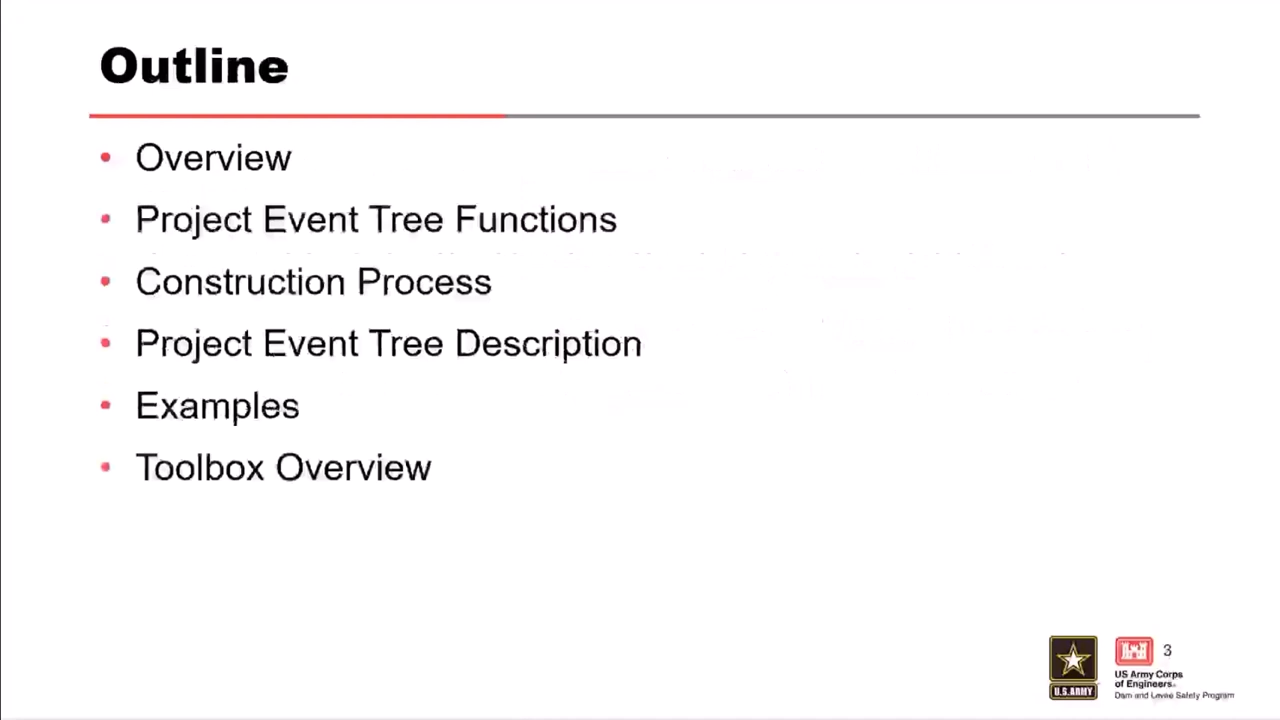 Outline
• Overview
• Project Event Tree Functions
• Construction Process
• Project Event Tree Description
• Examples
• Toolbox Overview
3
U.S.ARMY
US Army Corps
of Engineers
Dam and Levee Safety Program